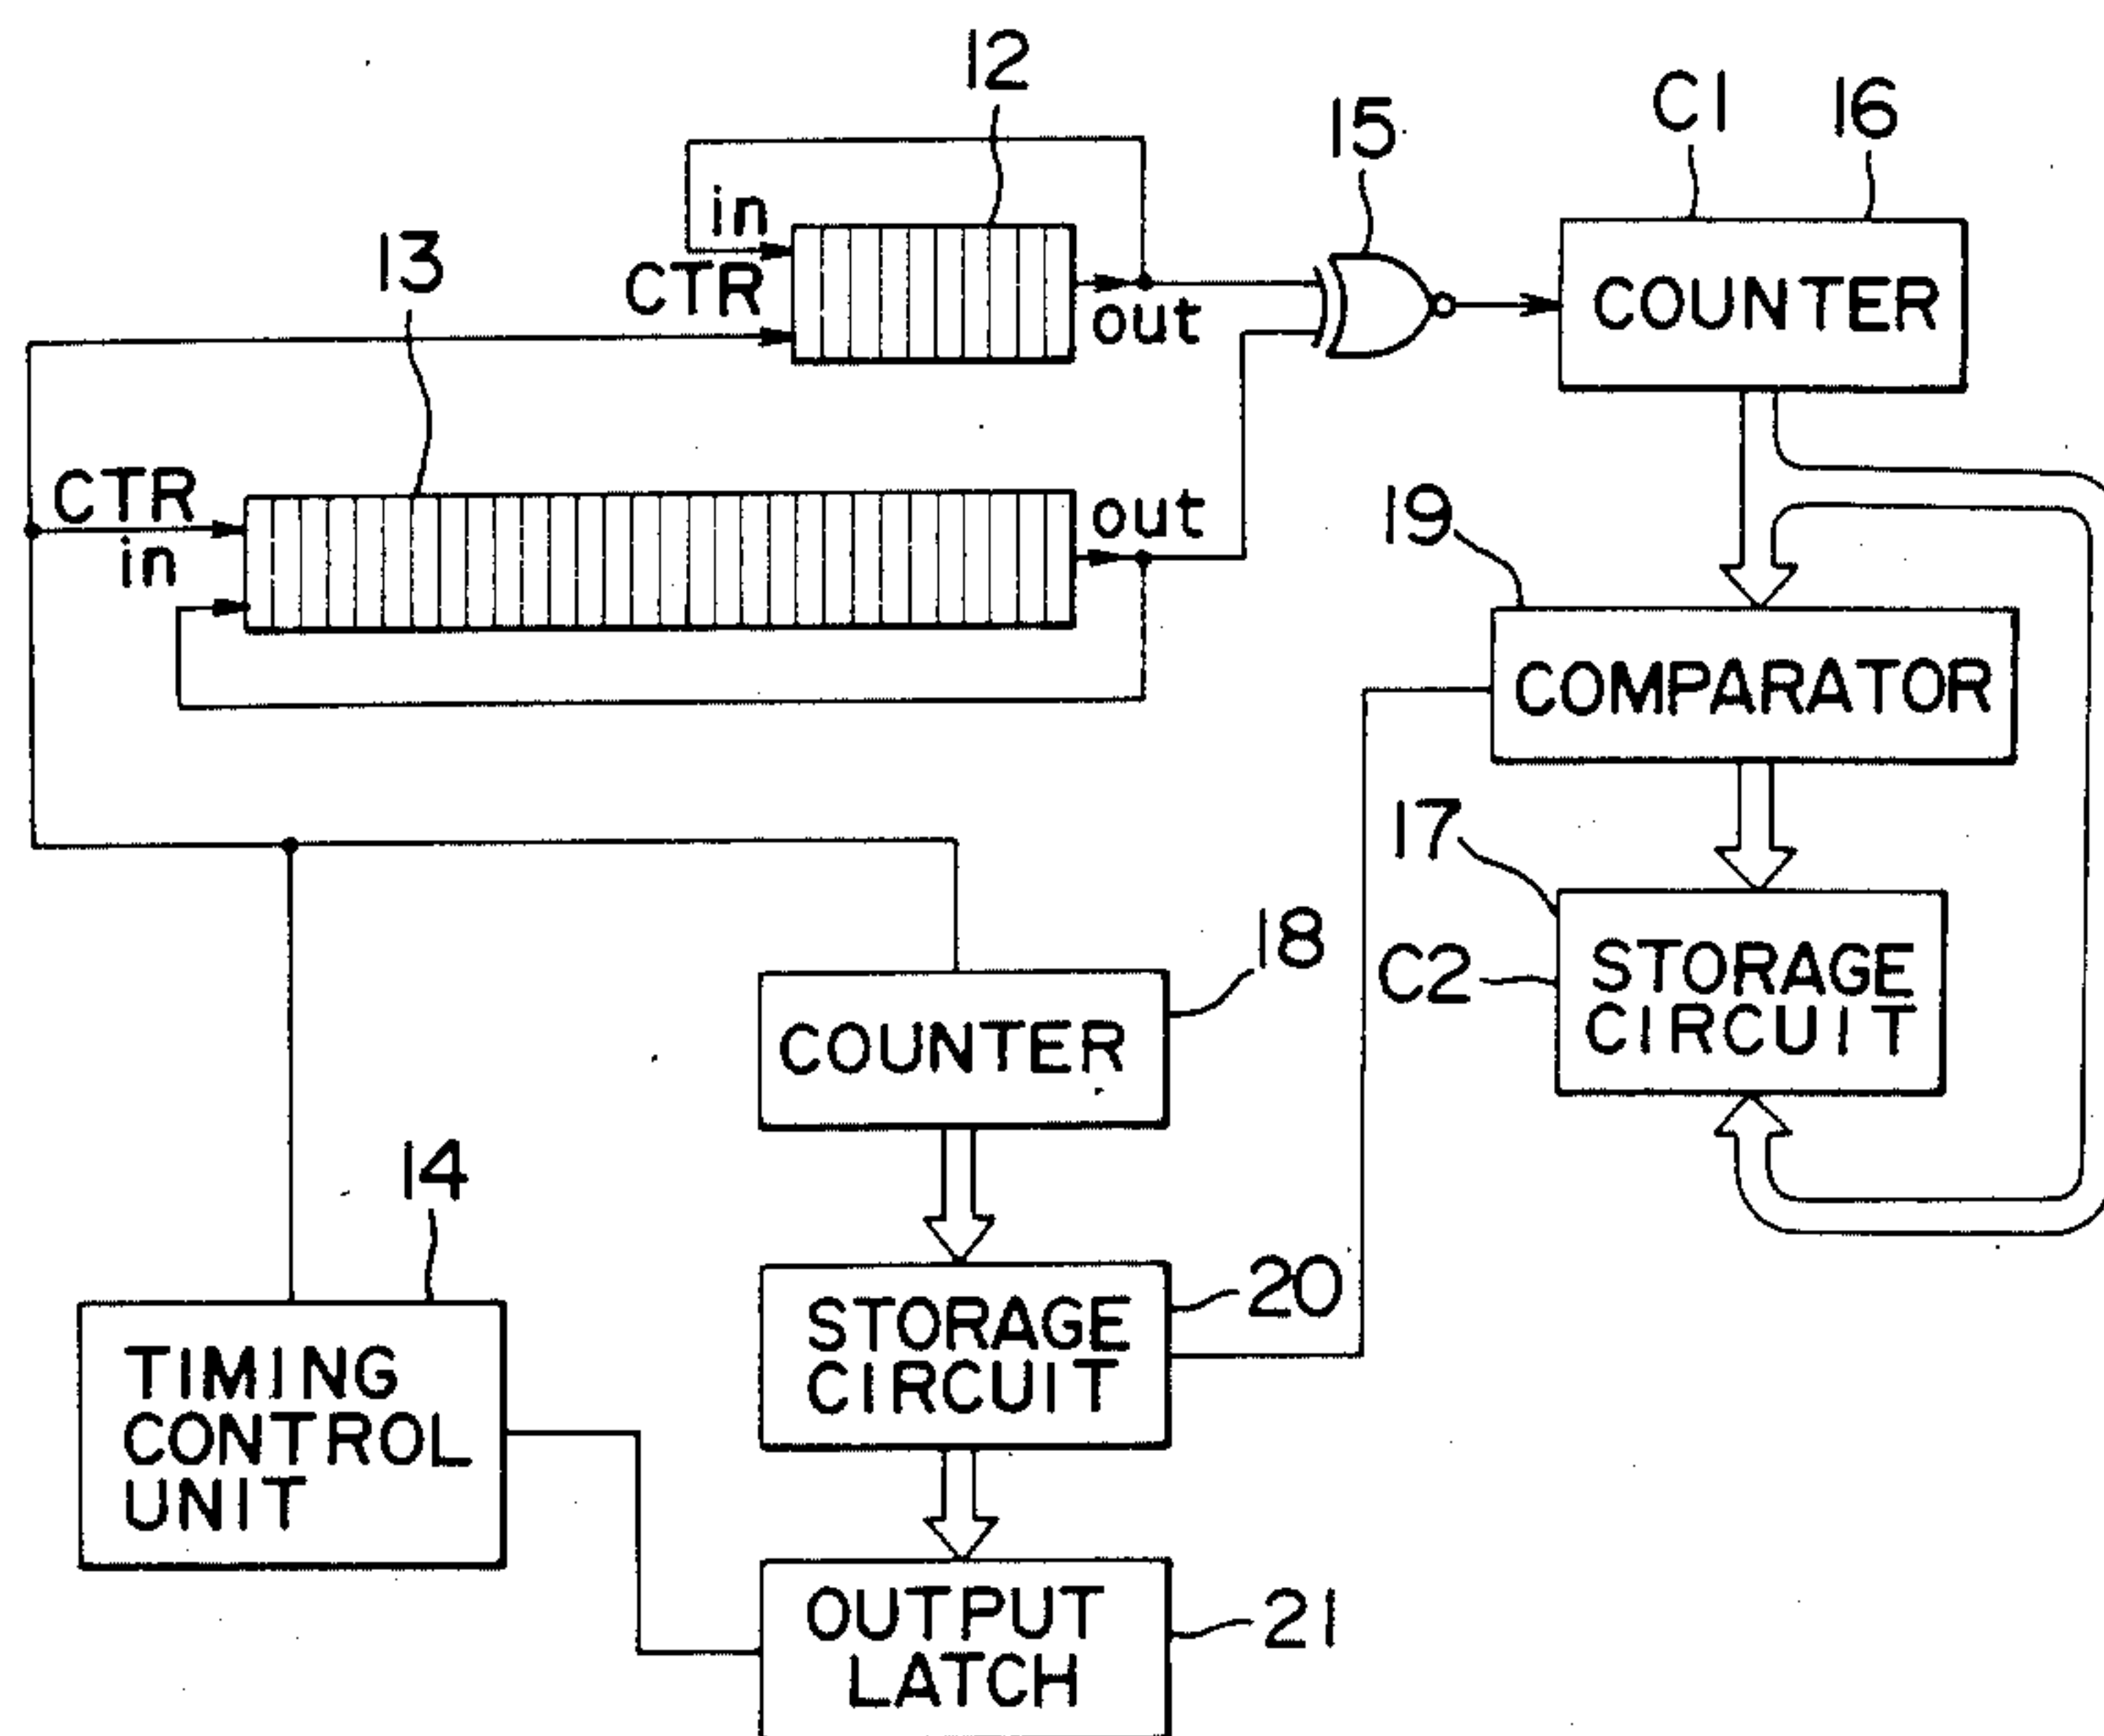 12
C1 16
15
in
13
CTR
out
COUNTER
CTR
in
out
19
COMPARATOR
17
18
C2
STORAGE
CIRCUIT
COUNTER
14
20
STORAGE
CIRCUIT
TIMING
CONTROL
UNIT
OUTPUT
LATCH
21